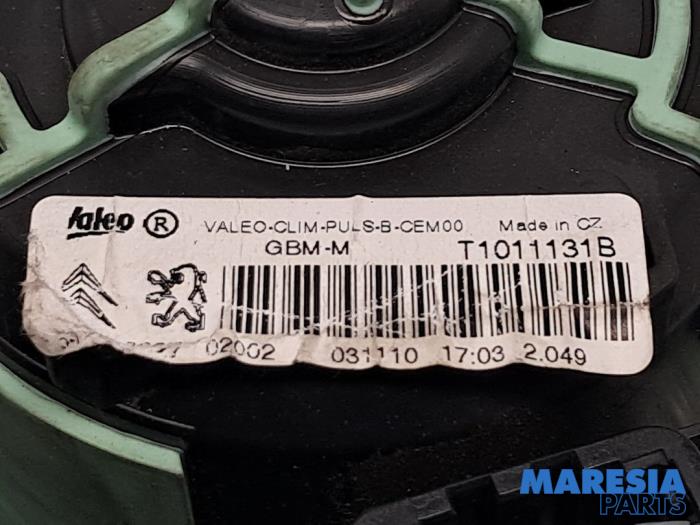 Valeo ® VALEO-CLIM-PULS-B-CEM00 Made in CZ
GBM-M T1011131B
02002 031110 17:03 2.049
MARESIA
PARTS